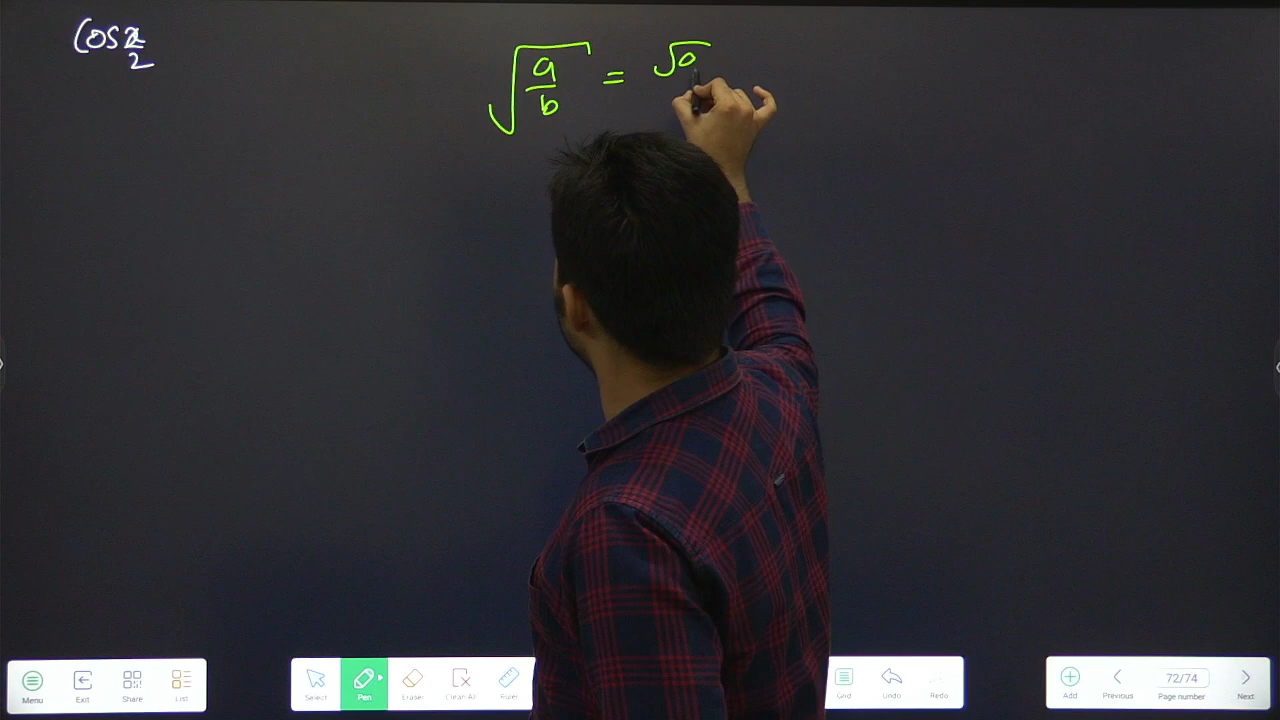 cos x/2
√(a/b) = √a
Menu
Exit
Share
List
Select
Pen
Eraser
Clean All
Ruler
Grid
Undo
Redo
Add
Previous
72/74
Page number
Next